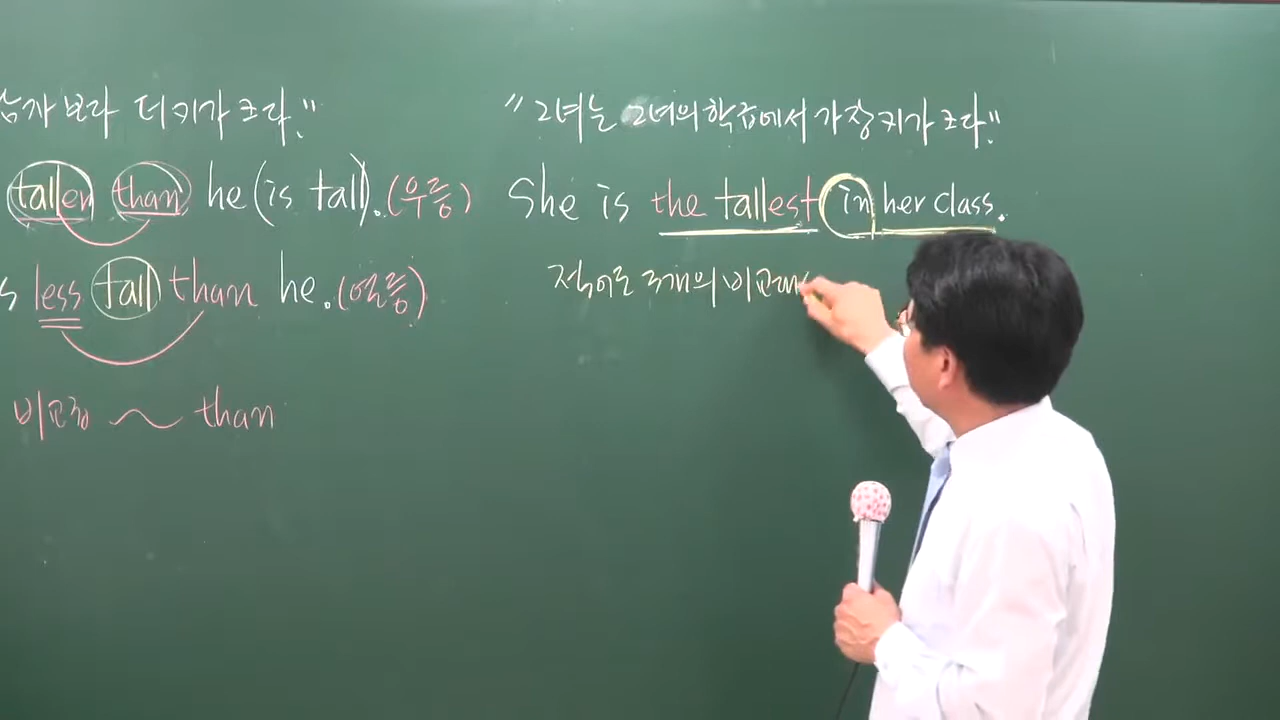 남자 보다 더 키가 크다."
taller than he (is tall). (우등)
less tall than he. (열등)
비교급 ~ than
"그녀는 그녀의 학급에서 가장 키가 크다."
She is the tallest in her class.
적어도 3개의 비교대상